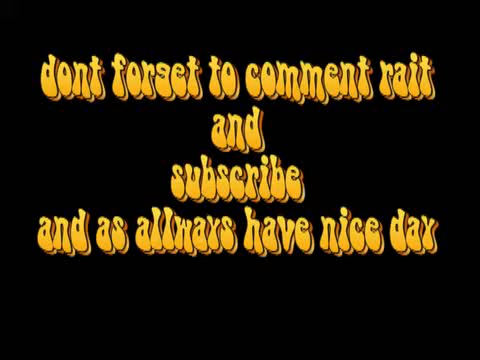 dont forget to comment rait
and
subscribe
and as allways have nice day